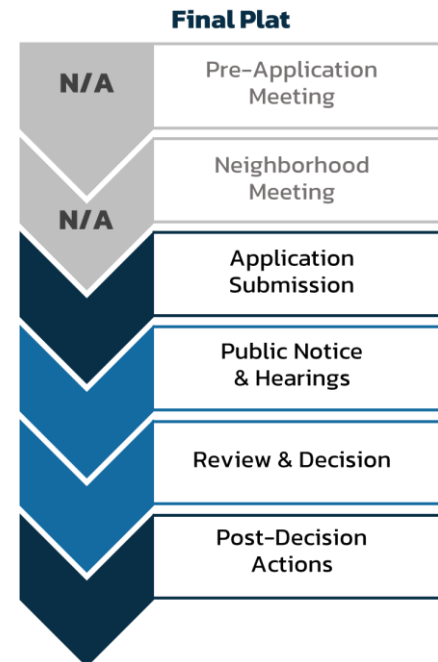 Final Plat
N/A
Pre-Application
Meeting
N/A
Neighborhood
Meeting
Application
Submission
Public Notice
& Hearings
Review & Decision
Post-Decision
Actions